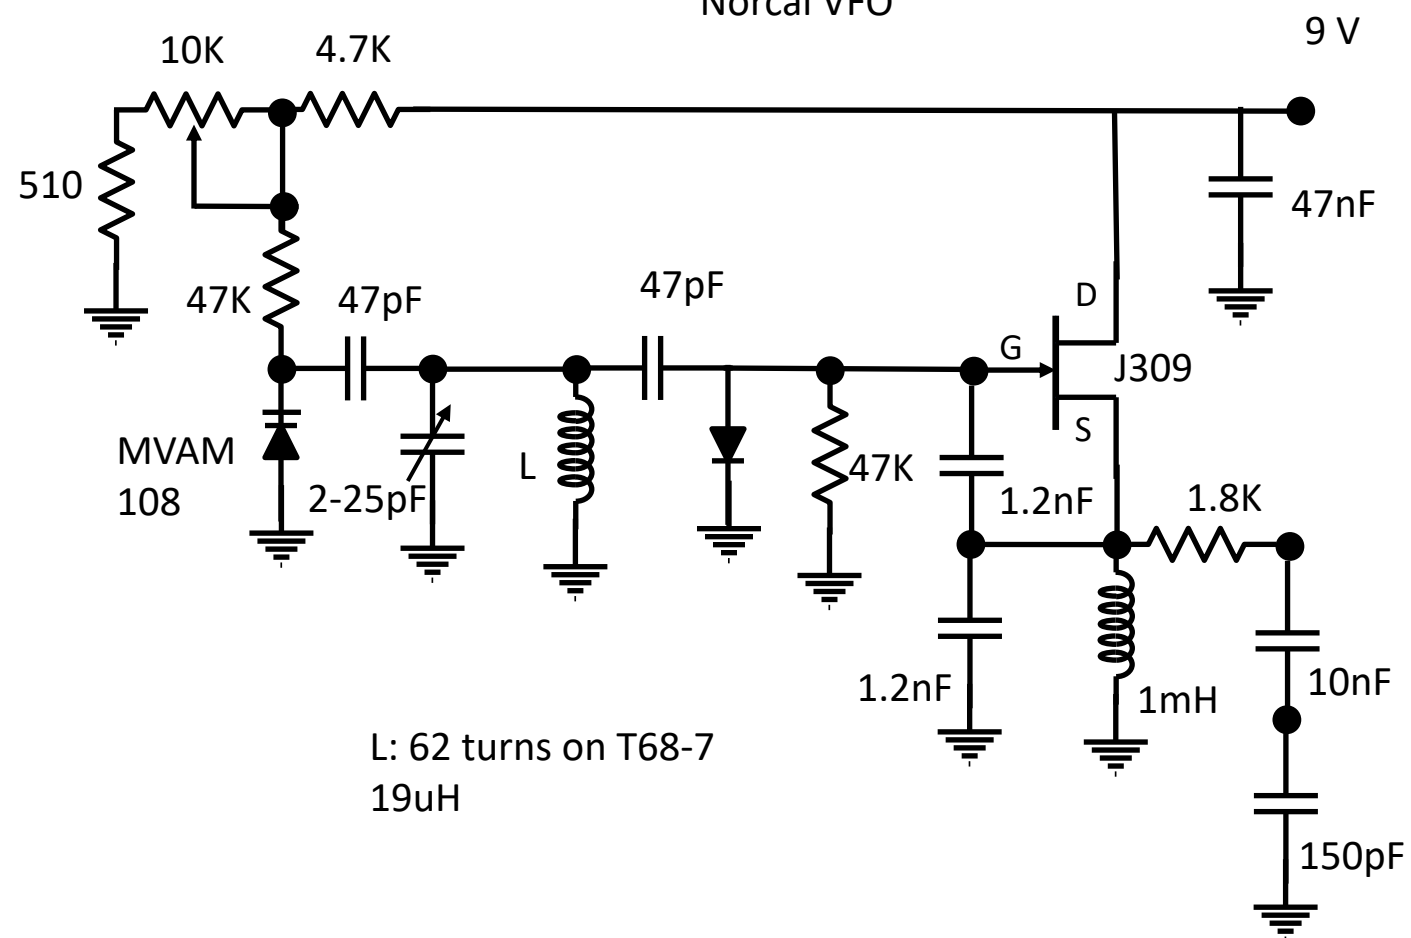 Norcal VFO
9 V
10K
4.7K
510
47nF
47K
47pF
47pF
D
G
J309
S
MVAM
108
2-25pF
L
47K
1.2nF
1.8K
1.2nF
1mH
10nF
L: 62 turns on T68-7
19uH
150pF